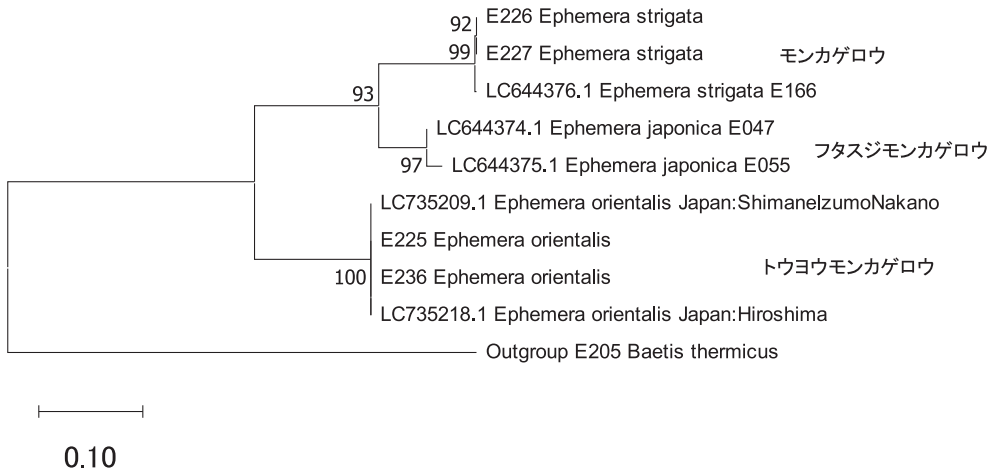 92
E226 Ephemera strigata
99
E227 Ephemera strigata
モンカゲロウ
LC644376.1 Ephemera strigata E166
93
LC644374.1 Ephemera japonica E047
フタスジモンカゲロウ
97
LC644375.1 Ephemera japonica E055
LC735209.1 Ephemera orientalis Japan:ShimaneIzumoNakano
E225 Ephemera orientalis
100
E236 Ephemera orientalis
トウヨウモンカゲロウ
LC735218.1 Ephemera orientalis Japan:Hiroshima
Outgroup E205 Baetis thermicus
0.10